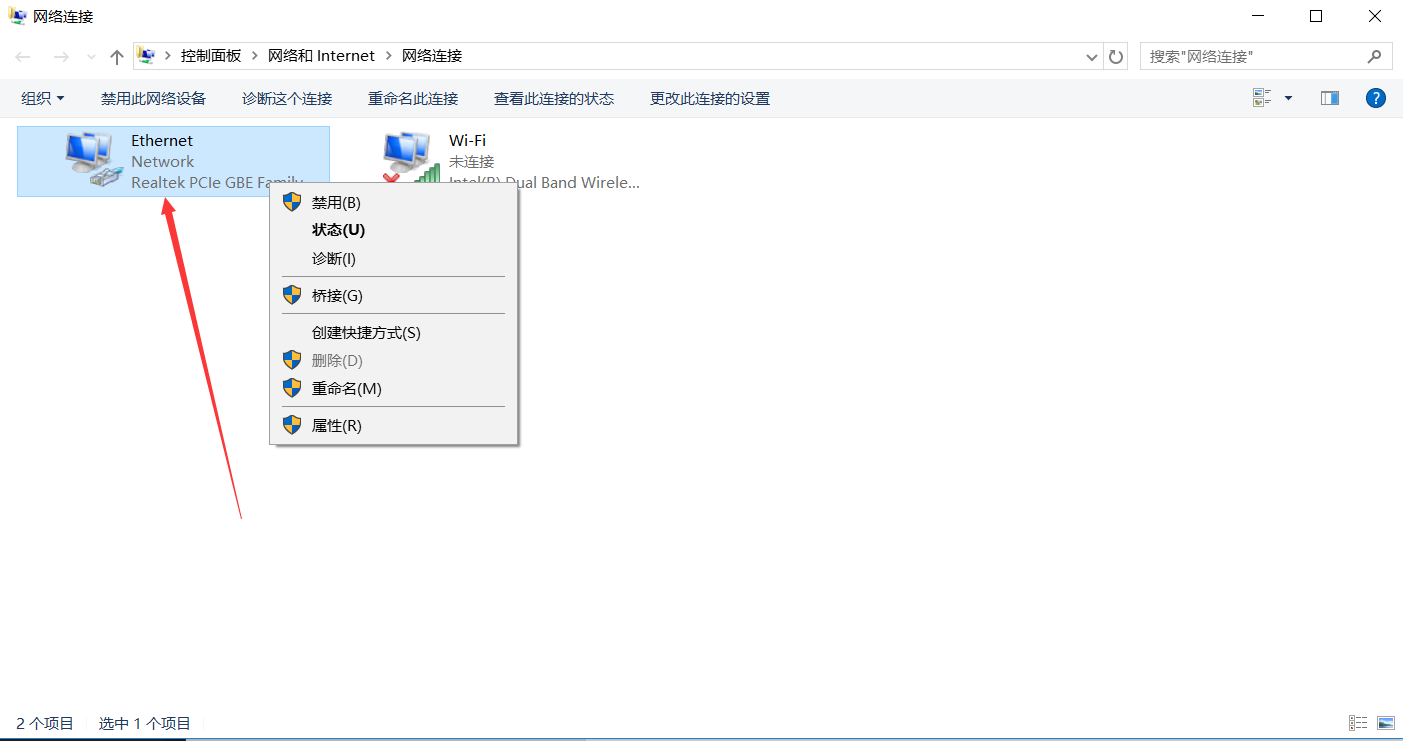 网络连接
控制面板 > 网络和 Internet > 网络连接
搜索"网络连接"
组织 禁用此网络设备 诊断这个连接 重命名此连接 查看此连接的状态 更改此连接的设置
Ethernet
Network
Realtek PCIe GBE Family
Wi-Fi
未连接
Intel(R) Dual Band Wirele...
禁用(B)
状态(U)
诊断(I)
桥接(G)
创建快捷方式(S)
删除(D)
重命名(M)
属性(R)
2 个项目 选中 1 个项目